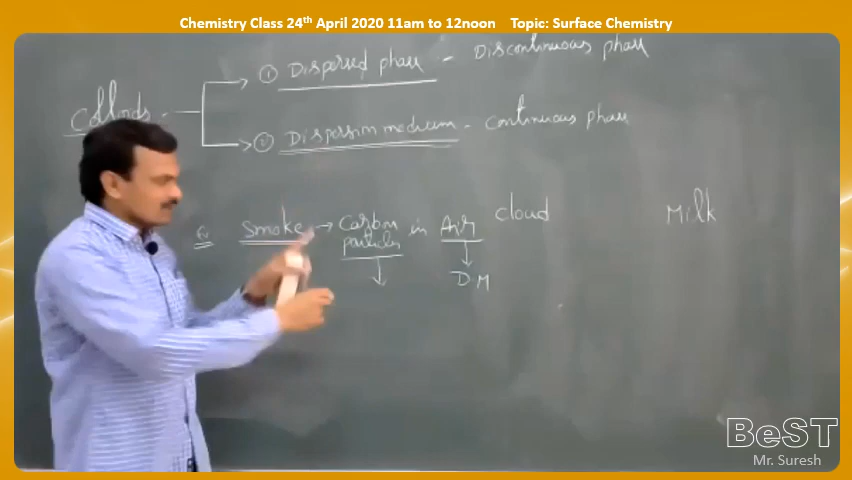 Chemistry Class 24th April 2020 11am to 12noon Topic: Surface Chemistry
① Dispersed phase - Discontinuous phase
Colloids -
② Dispersion medium - continuous phase
Ex Smoke → Carbon particles in Air cloud Milk
DM
BeST
Mr. Suresh